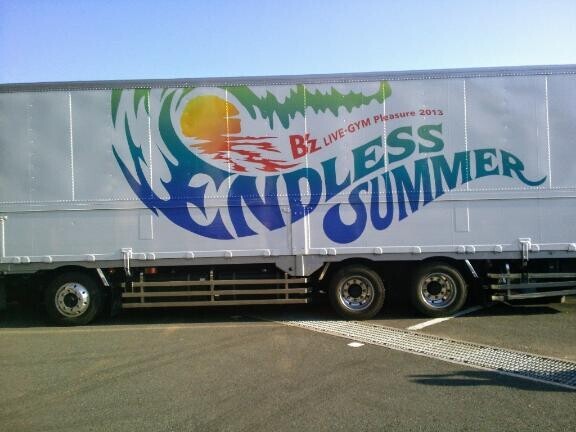 B'z LIVE-GYM Pleasure 2013
ENDLESS
SUMMER